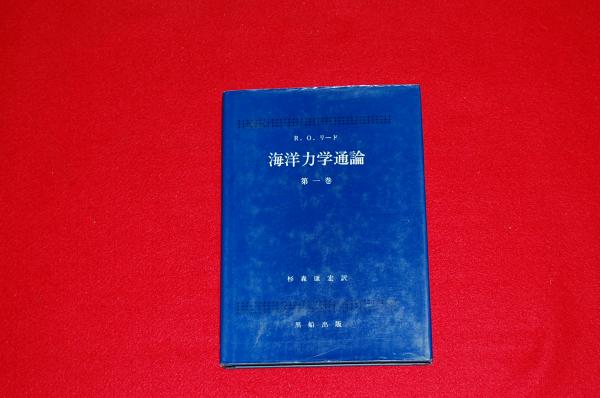 R. O. リード
海洋力学通論
第一巻
杉森康宏訳
黒船出版